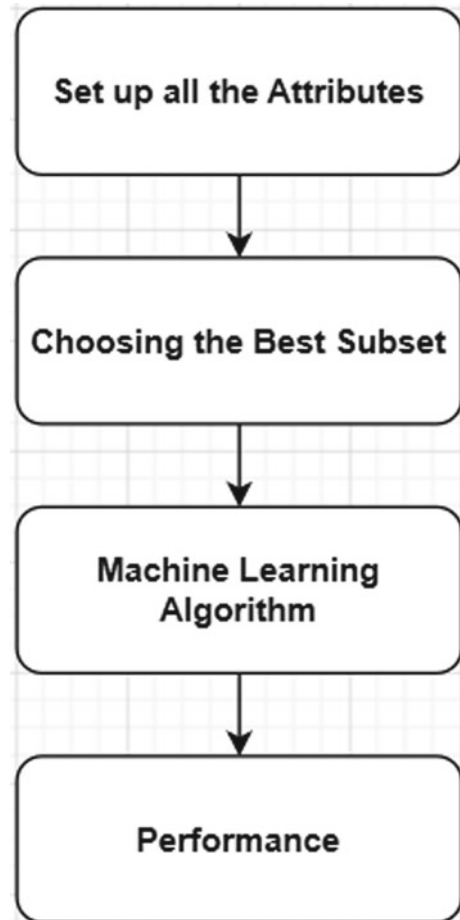 Set up all the Attributes
Choosing the Best Subset
Machine Learning
Algorithm
Performance